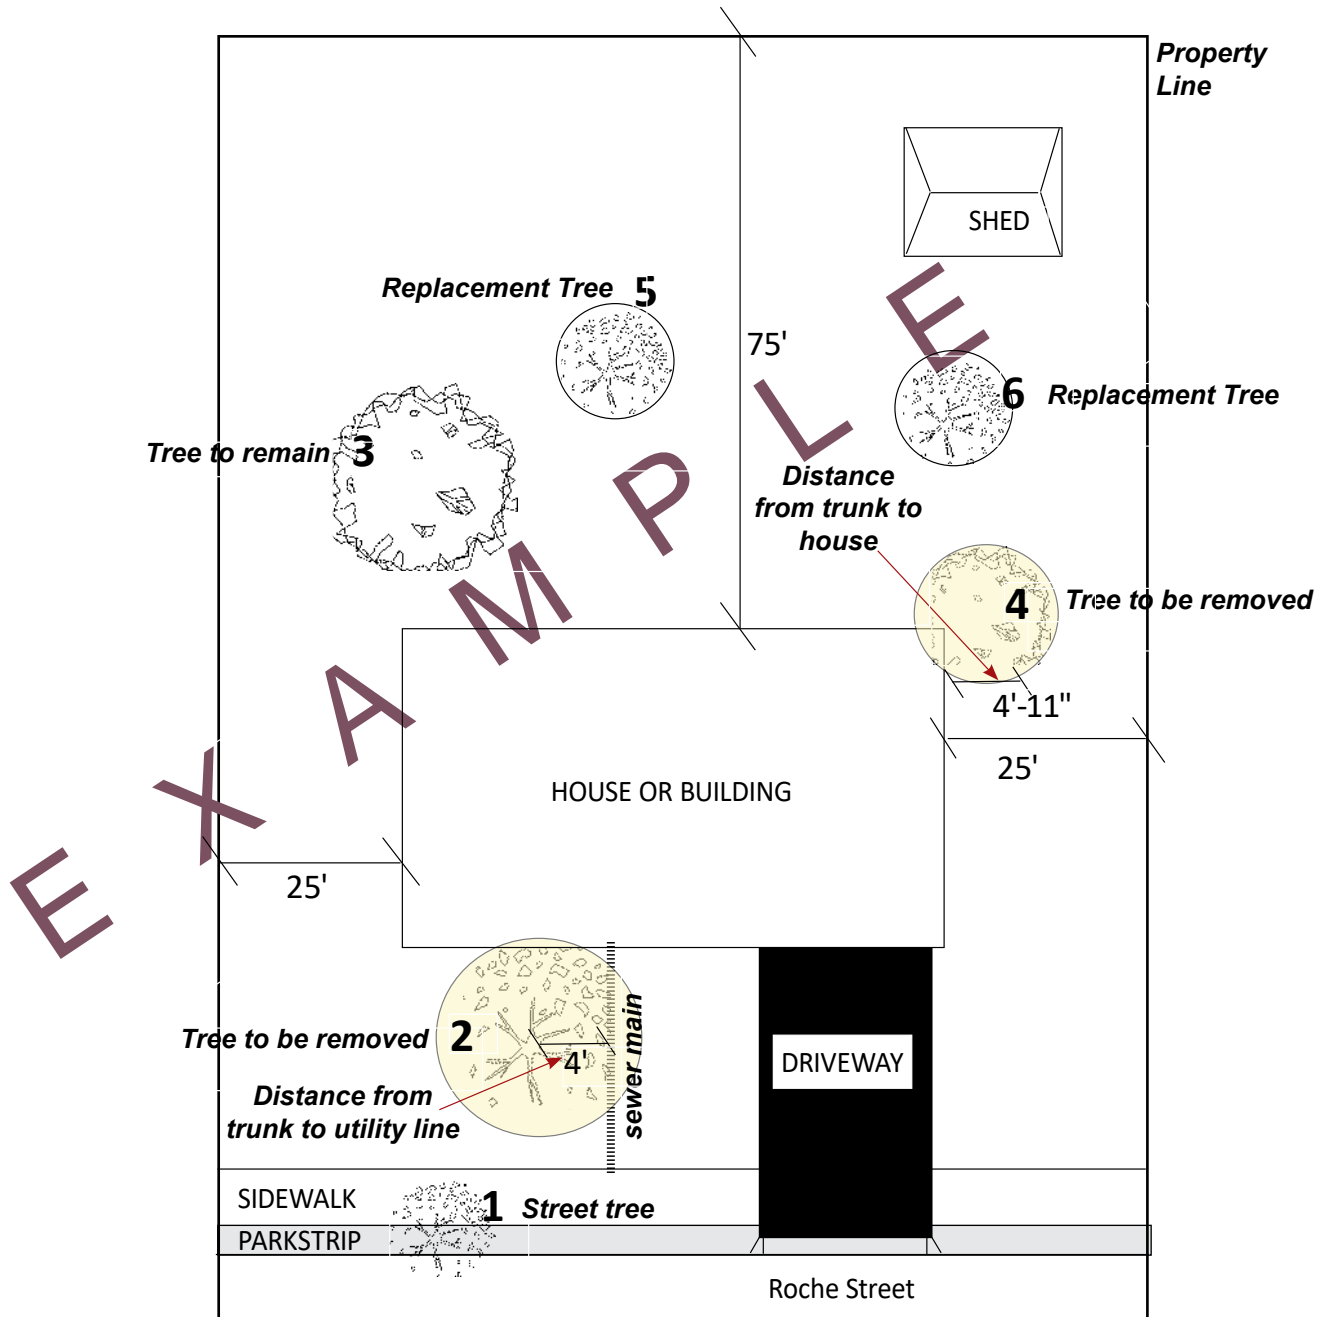 Property
Line
SHED
Replacement Tree 5
75'
6 Replacement Tree
Tree to remain 3
Distance
from trunk to
house
4 Tree to be removed
4'-11"
25'
HOUSE OR BUILDING
25'
EXAMPLE
Tree to be removed 2
4'
sewer main
Distance from
trunk to utility line
DRIVEWAY
SIDEWALK
1 Street tree
PARKSTRIP
Roche Street